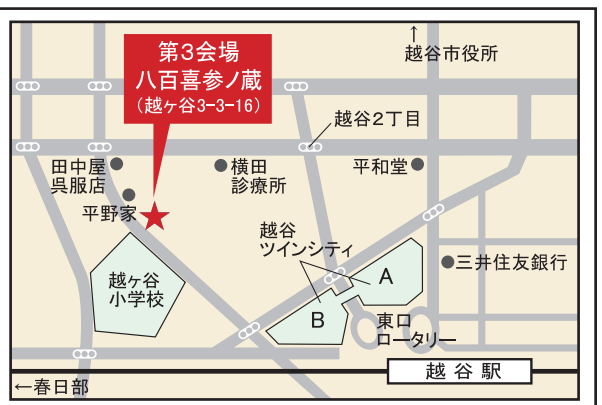 ↑
越谷市役所
第3会場
八百喜参ノ蔵
(越ヶ谷3-3-16)
越谷2丁目
田中屋
呉服店
横田
診療所
平和堂
平野家
越谷
ツインシティ
越ヶ谷
小学校
A
B
三井住友銀行
東口
ロータリー
越谷駅
←春日部